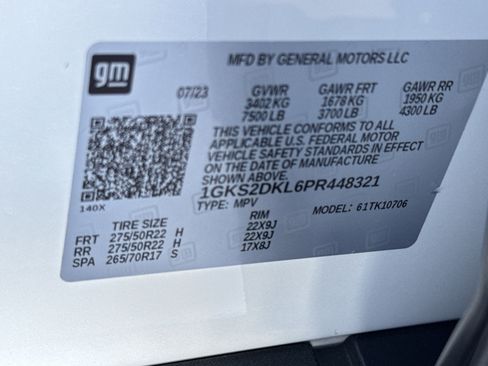 gm
MFD BY GENERAL MOTORS LLC
07/23 GVWR GAWR FRT GAWR RR
3402 KG 1678 KG 1950 KG
7500 LB 3700 LB 4300 LB
THIS VEHICLE CONFORMS TO ALL
APPLICABLE U.S. FEDERAL MOTOR
VEHICLE SAFETY STANDARDS IN EFFECT
ON THE DATE OF MANUFACTURE
SHOWN ABOVE.
1GKS2DKL6PR448321
140X TYPE: MPV MODEL: 61TK10706
TIRE SIZE RIM
FRT 275/50R22 H 22X9J
RR 275/50R22 H 22X9J
SPA 265/70R17 S 17X8J